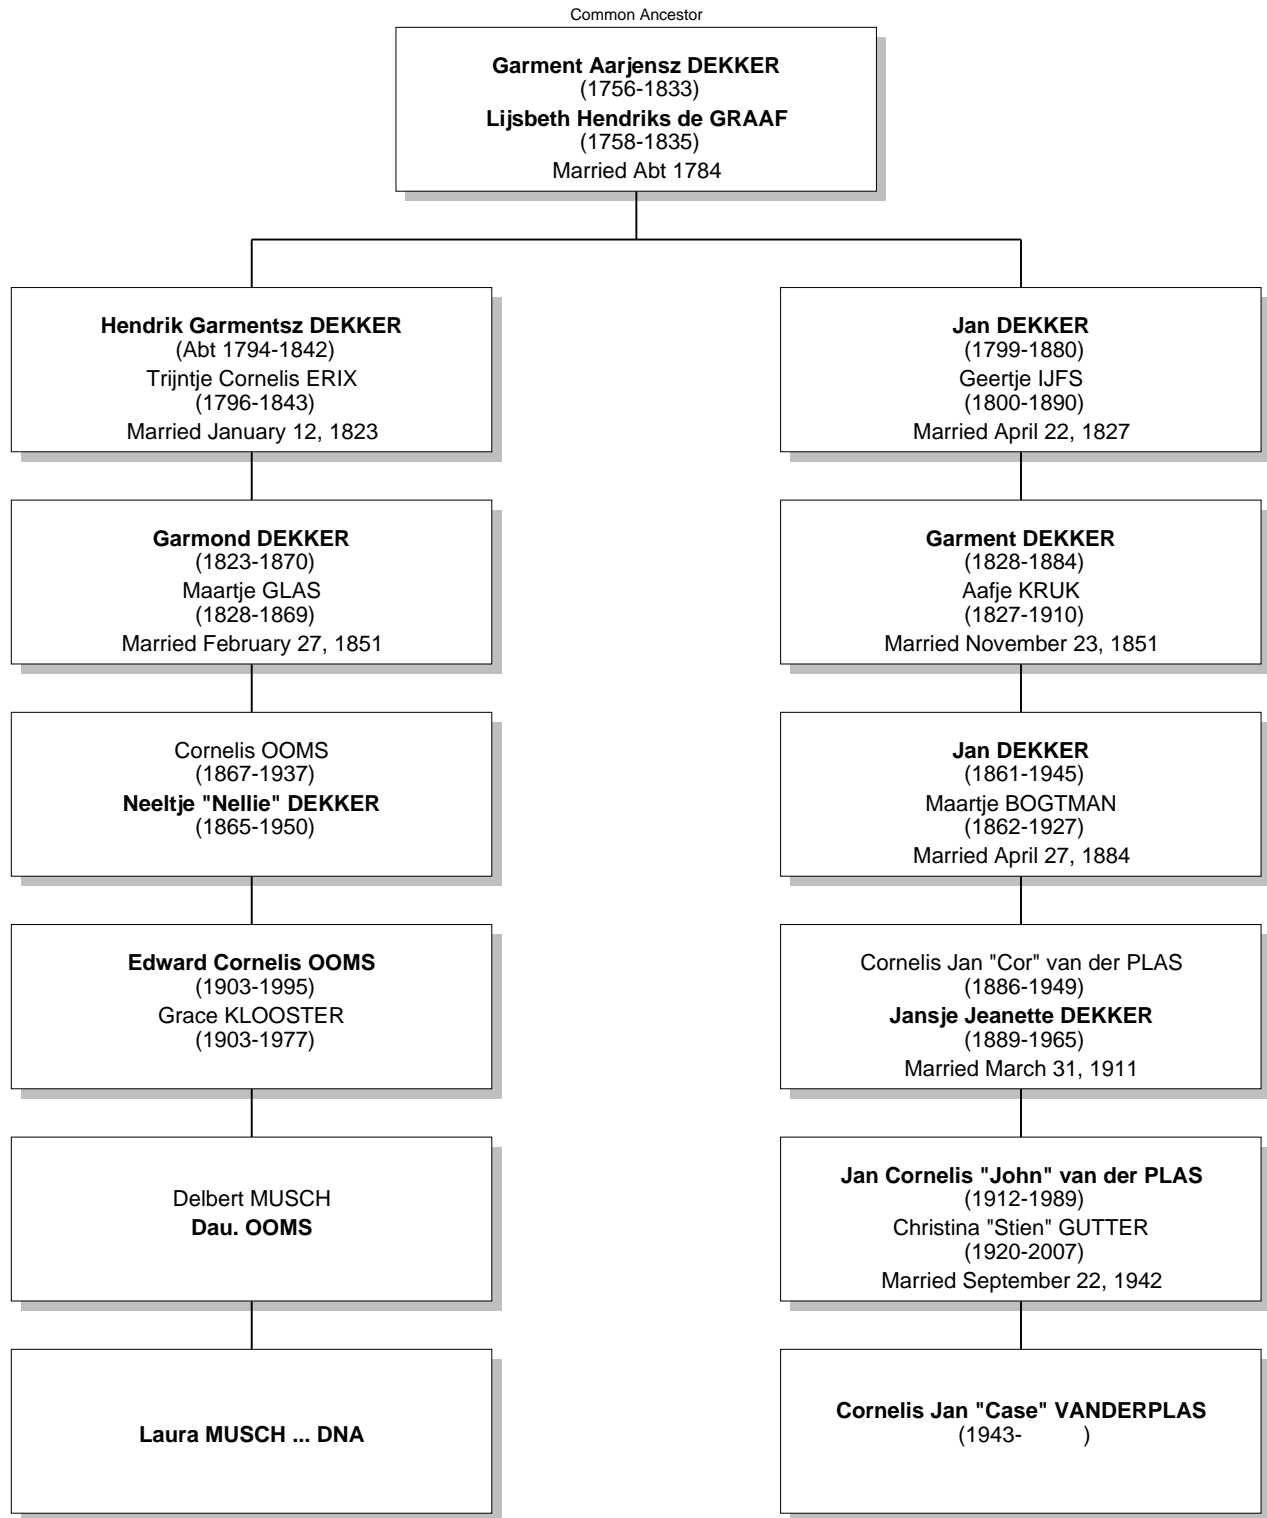 Common Ancestor
Garment Aarjensz DEKKER
(1756-1833)
Lijsbeth Hendriks de GRAAF
(1758-1835)
Married Abt 1784
Hendrik Garmentsz DEKKER
(Abt 1794-1842)
Trijntje Cornelis ERIX
(1796-1843)
Married January 12, 1823
Jan DEKKER
(1799-1880)
Geertje IJFS
(1800-1890)
Married April 22, 1827
Garmond DEKKER
(1823-1870)
Maartje GLAS
(1828-1869)
Married February 27, 1851
Garment DEKKER
(1828-1884)
Aafje KRUK
(1827-1910)
Married November 23, 1851
Cornelis OOMS
(1867-1937)
Neeltje "Nellie" DEKKER
(1865-1950)
Jan DEKKER
(1861-1945)
Maartje BOGTMAN
(1862-1927)
Married April 27, 1884
Edward Cornelis OOMS
(1903-1995)
Grace KLOOSTER
(1903-1977)
Cornelis Jan "Cor" van der PLAS
(1886-1949)
Jansje Jeanette DEKKER
(1889-1965)
Married March 31, 1911
Delbert MUSCH
Dau. OOMS
Jan Cornelis "John" van der PLAS
(1912-1989)
Christina "Stien" GUTTER
(1920-2007)
Married September 22, 1942
Laura MUSCH ... DNA
Cornelis Jan "Case" VANDERPLAS
(1943- )